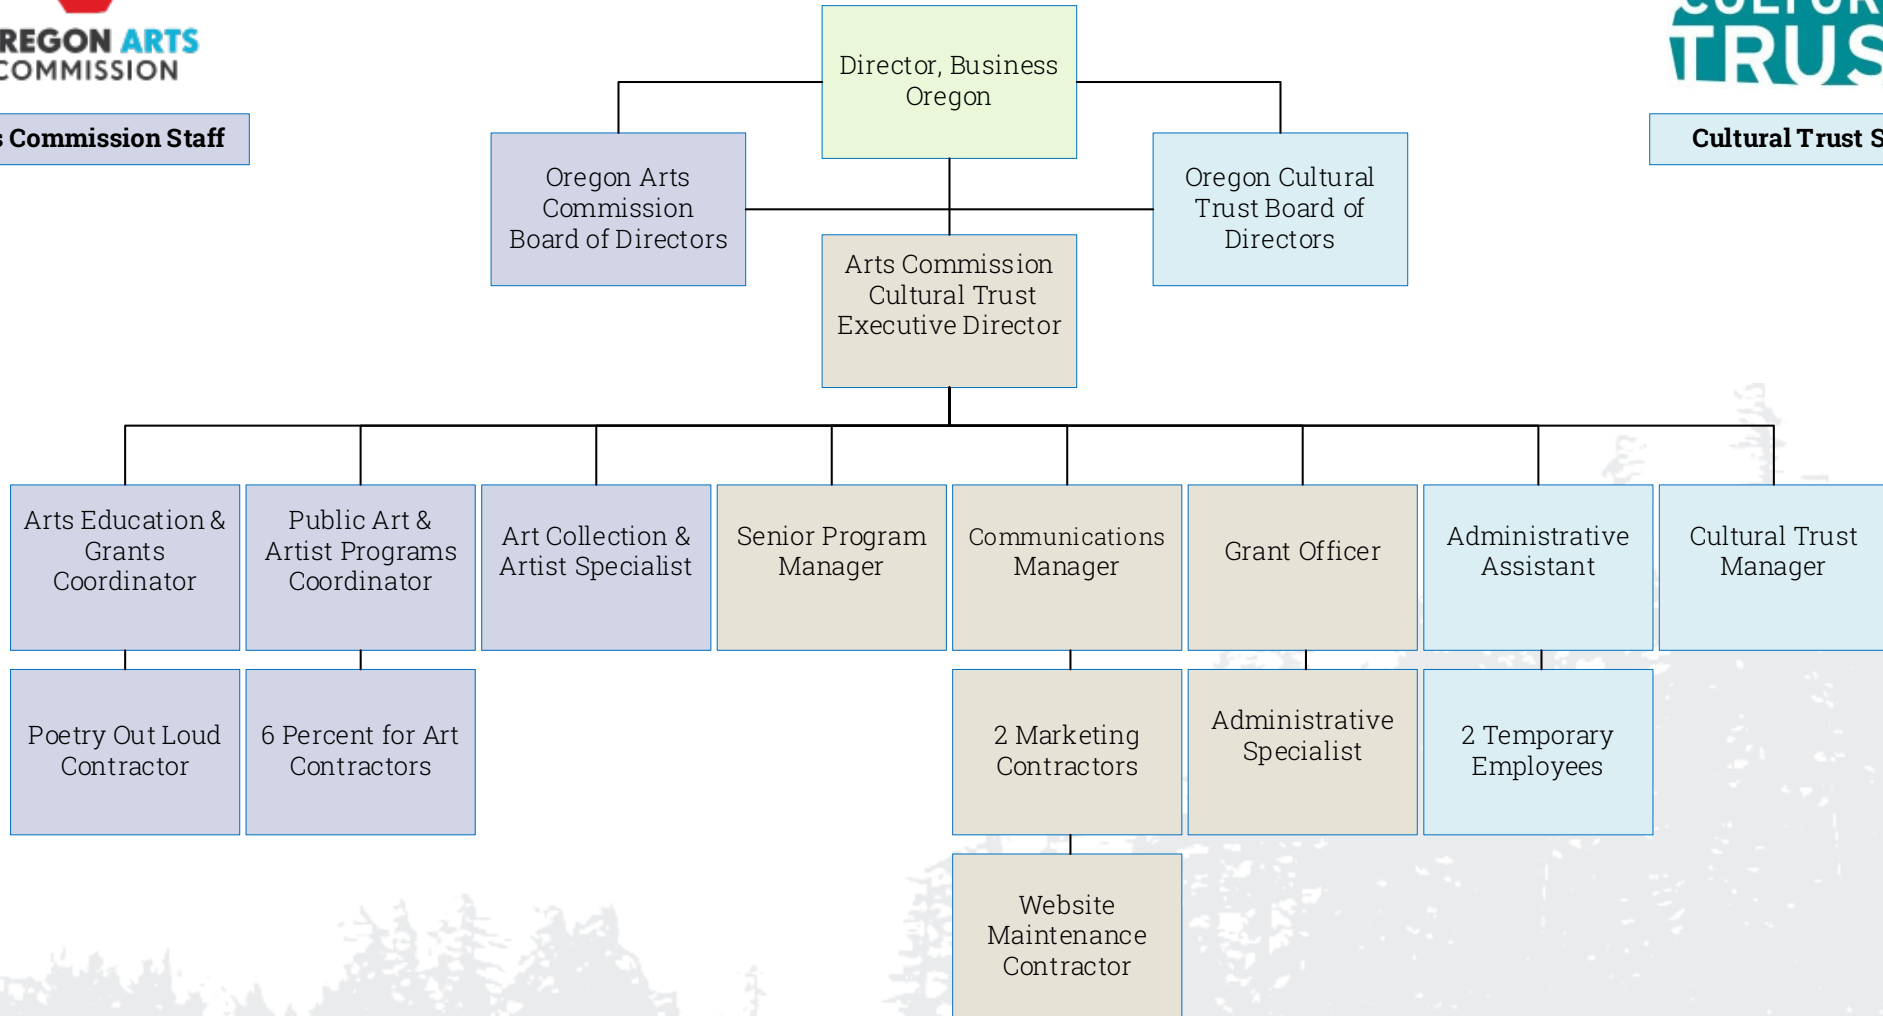 OREGON ARTS
COMMISSION
TRUS
Commission Staff
Cultural Trust
Director, Business
Oregon
Oregon Arts
Commission
Board of Directors
Oregon Cultural
Trust Board of
Directors
Arts Commission
Cultural Trust
Executive Director
Arts Education &
Grants
Coordinator
Public Art &
Artist Programs
Coordinator
Art Collection &
Artist Specialist
Senior Program
Manager
Communications
Manager
Grant Officer
Administrative
Assistant
Cultural Trust
Manager
Poetry Out Loud
Contractor
6 Percent for Art
Contractors
2 Marketing
Contractors
Administrative
Specialist
2 Temporary
Employees
Website
Maintenance
Contractor